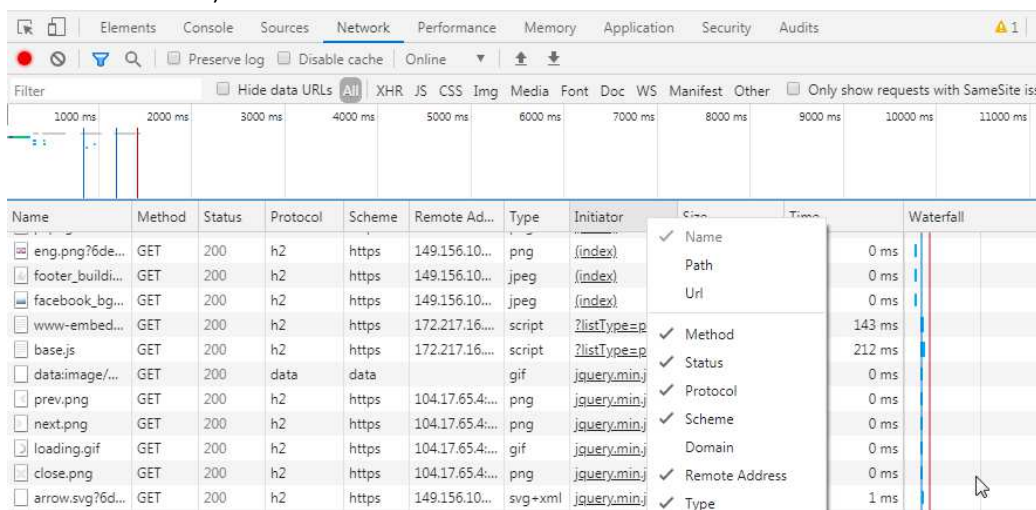 Elements Console Sources Network Performance Memory Application Security Audits 1
Preserve log Disable cache Online
Filter Hide data URLs All XHR JS CSS Img Media Font Doc WS Manifest Other Only show requests with SameSite iss
1000 ms 2000 ms 3000 ms 4000 ms 5000 ms 6000 ms 7000 ms 8000 ms 9000 ms 10000 ms 11000 ms
Name Method Status Protocol Scheme Remote Ad... Type Initiator Size Time Waterfall
eng.png?6de... GET 200 h2 https 149.156.10... png (index) 0 ms
footer_buildi... GET 200 h2 https 149.156.10... jpeg (index) 0 ms
facebook_bg... GET 200 h2 https 149.156.10... jpeg (index) 0 ms
www-embed... GET 200 h2 https 172.217.16.... script ?listType=p 143 ms
base.js GET 200 h2 https 172.217.16.... script ?listType=p 212 ms
data:image/... GET 200 data data gif jquery.min.j 0 ms
prev.png GET 200 h2 https 104.17.65.4:... png jquery.min.j 0 ms
next.png GET 200 h2 https 104.17.65.4:... png jquery.min.j 0 ms
loading.gif GET 200 h2 https 104.17.65.4:... gif jquery.min.j 0 ms
close.png GET 200 h2 https 104.17.65.4:... png jquery.min.j 0 ms
arrow.svg?6d... GET 200 h2 https 149.156.10... svg+xml jquery.min.j 1 ms
Name
Path
Url
Method
Status
Protocol
Scheme
Domain
Remote Address
Type